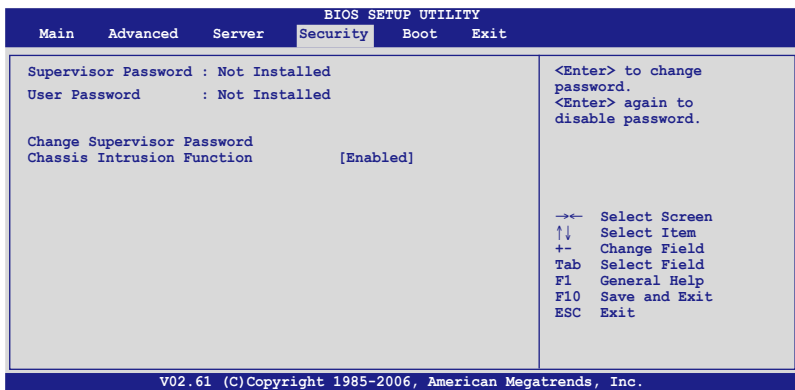 BIOS SETUP UTILITY
Main Advanced Server Security Boot Exit
Supervisor Password : Not Installed
User Password : Not Installed
Change Supervisor Password
Chassis Intrusion Function [Enabled]
<Enter> to change
password.
<Enter> again to
disable password.
→← Select Screen
↑↓ Select Item
+- Change Field
Tab Select Field
F1 General Help
F10 Save and Exit
ESC Exit
V02.61 (C)Copyright 1985-2006, American Megatrends, Inc.